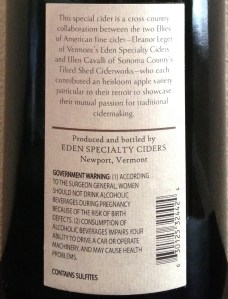 This special cider is a cross country
collaboration between the two Elles
of American fine cider—Eleanor Leger
of Vermont's Eden Specialty Ciders
and Ellen Cavalli of Sonoma County's
Tilted Shed Ciderworks—who each
contributed an heirloom apple variety
particular to their terroir to showcase
their mutual passion for traditional
cidermaking.
Produced and bottled by
EDEN SPECIALTY CIDERS
Newport, Vermont
GOVERNMENT WARNING: (1) ACCORDING
TO THE SURGEON GENERAL WOMEN
SHOULD NOT DRINK ALCOHOLIC
BEVERAGES DURING PREGNANCY
BECAUSE OF THE RISK OF BIRTH
DEFECTS. (2) CONSUMPTION OF
ALCOHOLIC BEVERAGES IMPAIRS YOUR
ABILITY TO DRIVE A CAR OR OPERATE
MACHINERY, AND MAY CAUSE HEALTH
PROBLEMS.
CONTAINS SULFITES